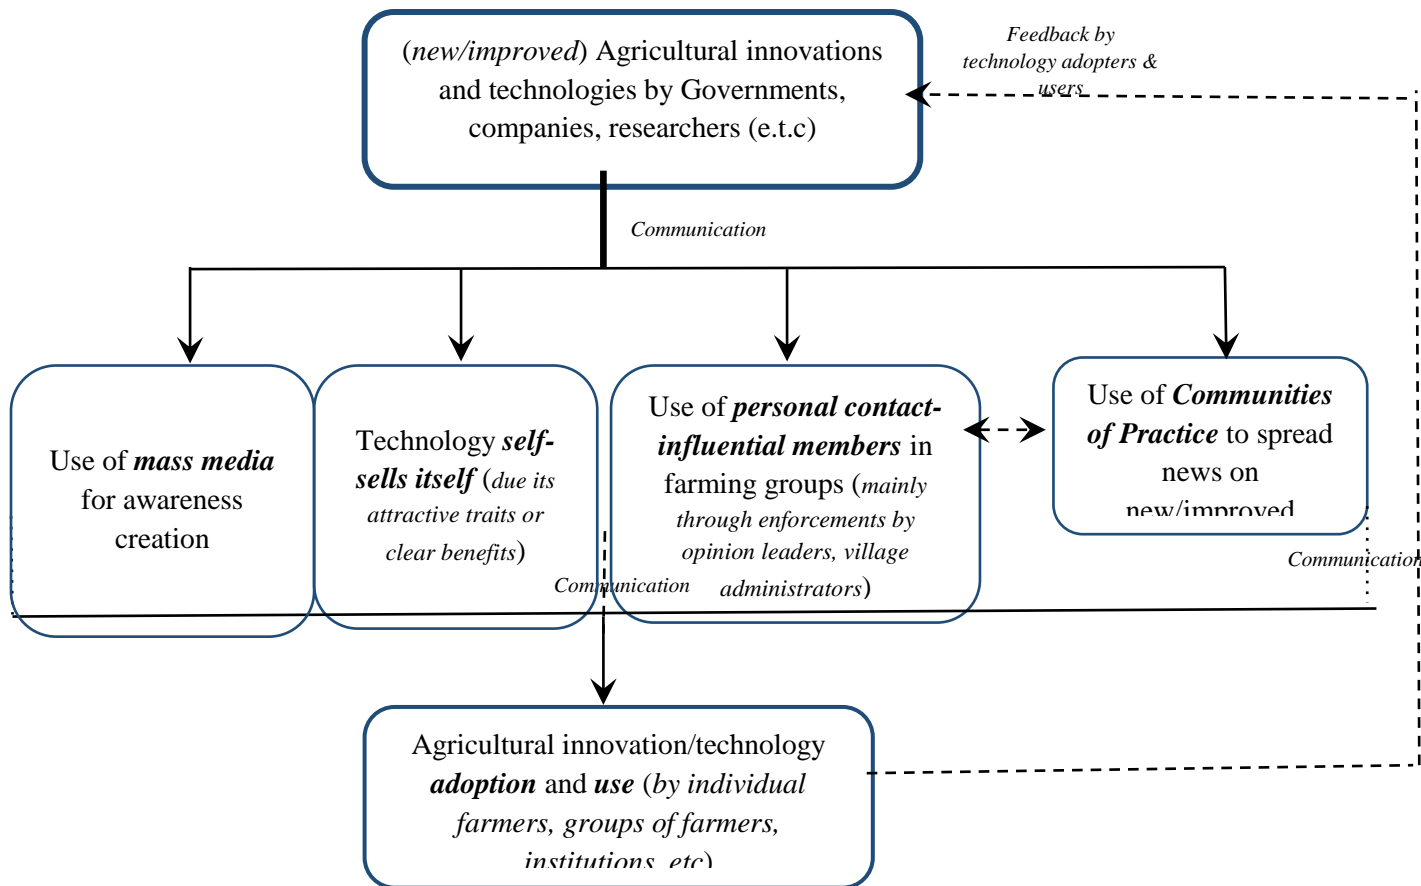 (new/improved) Agricultural innovations
and technologies by Governments,
companies, researchers (e.t.c)
Feedback by
technology adopters &
users
Communication
Use of mass media
for awareness
creation
Technology self-
sells itself (due its
attractive traits or
clear benefits)
Use of personal contact-
influential members in
farming groups (mainly
through enforcements by
opinion leaders, village
administrators)
Use of Communities
of Practice to spread
news on
new/improved
Communication
Communication
Agricultural innovation/technology
adoption and use (by individual
farmers, groups of farmers,
institutions, etc)